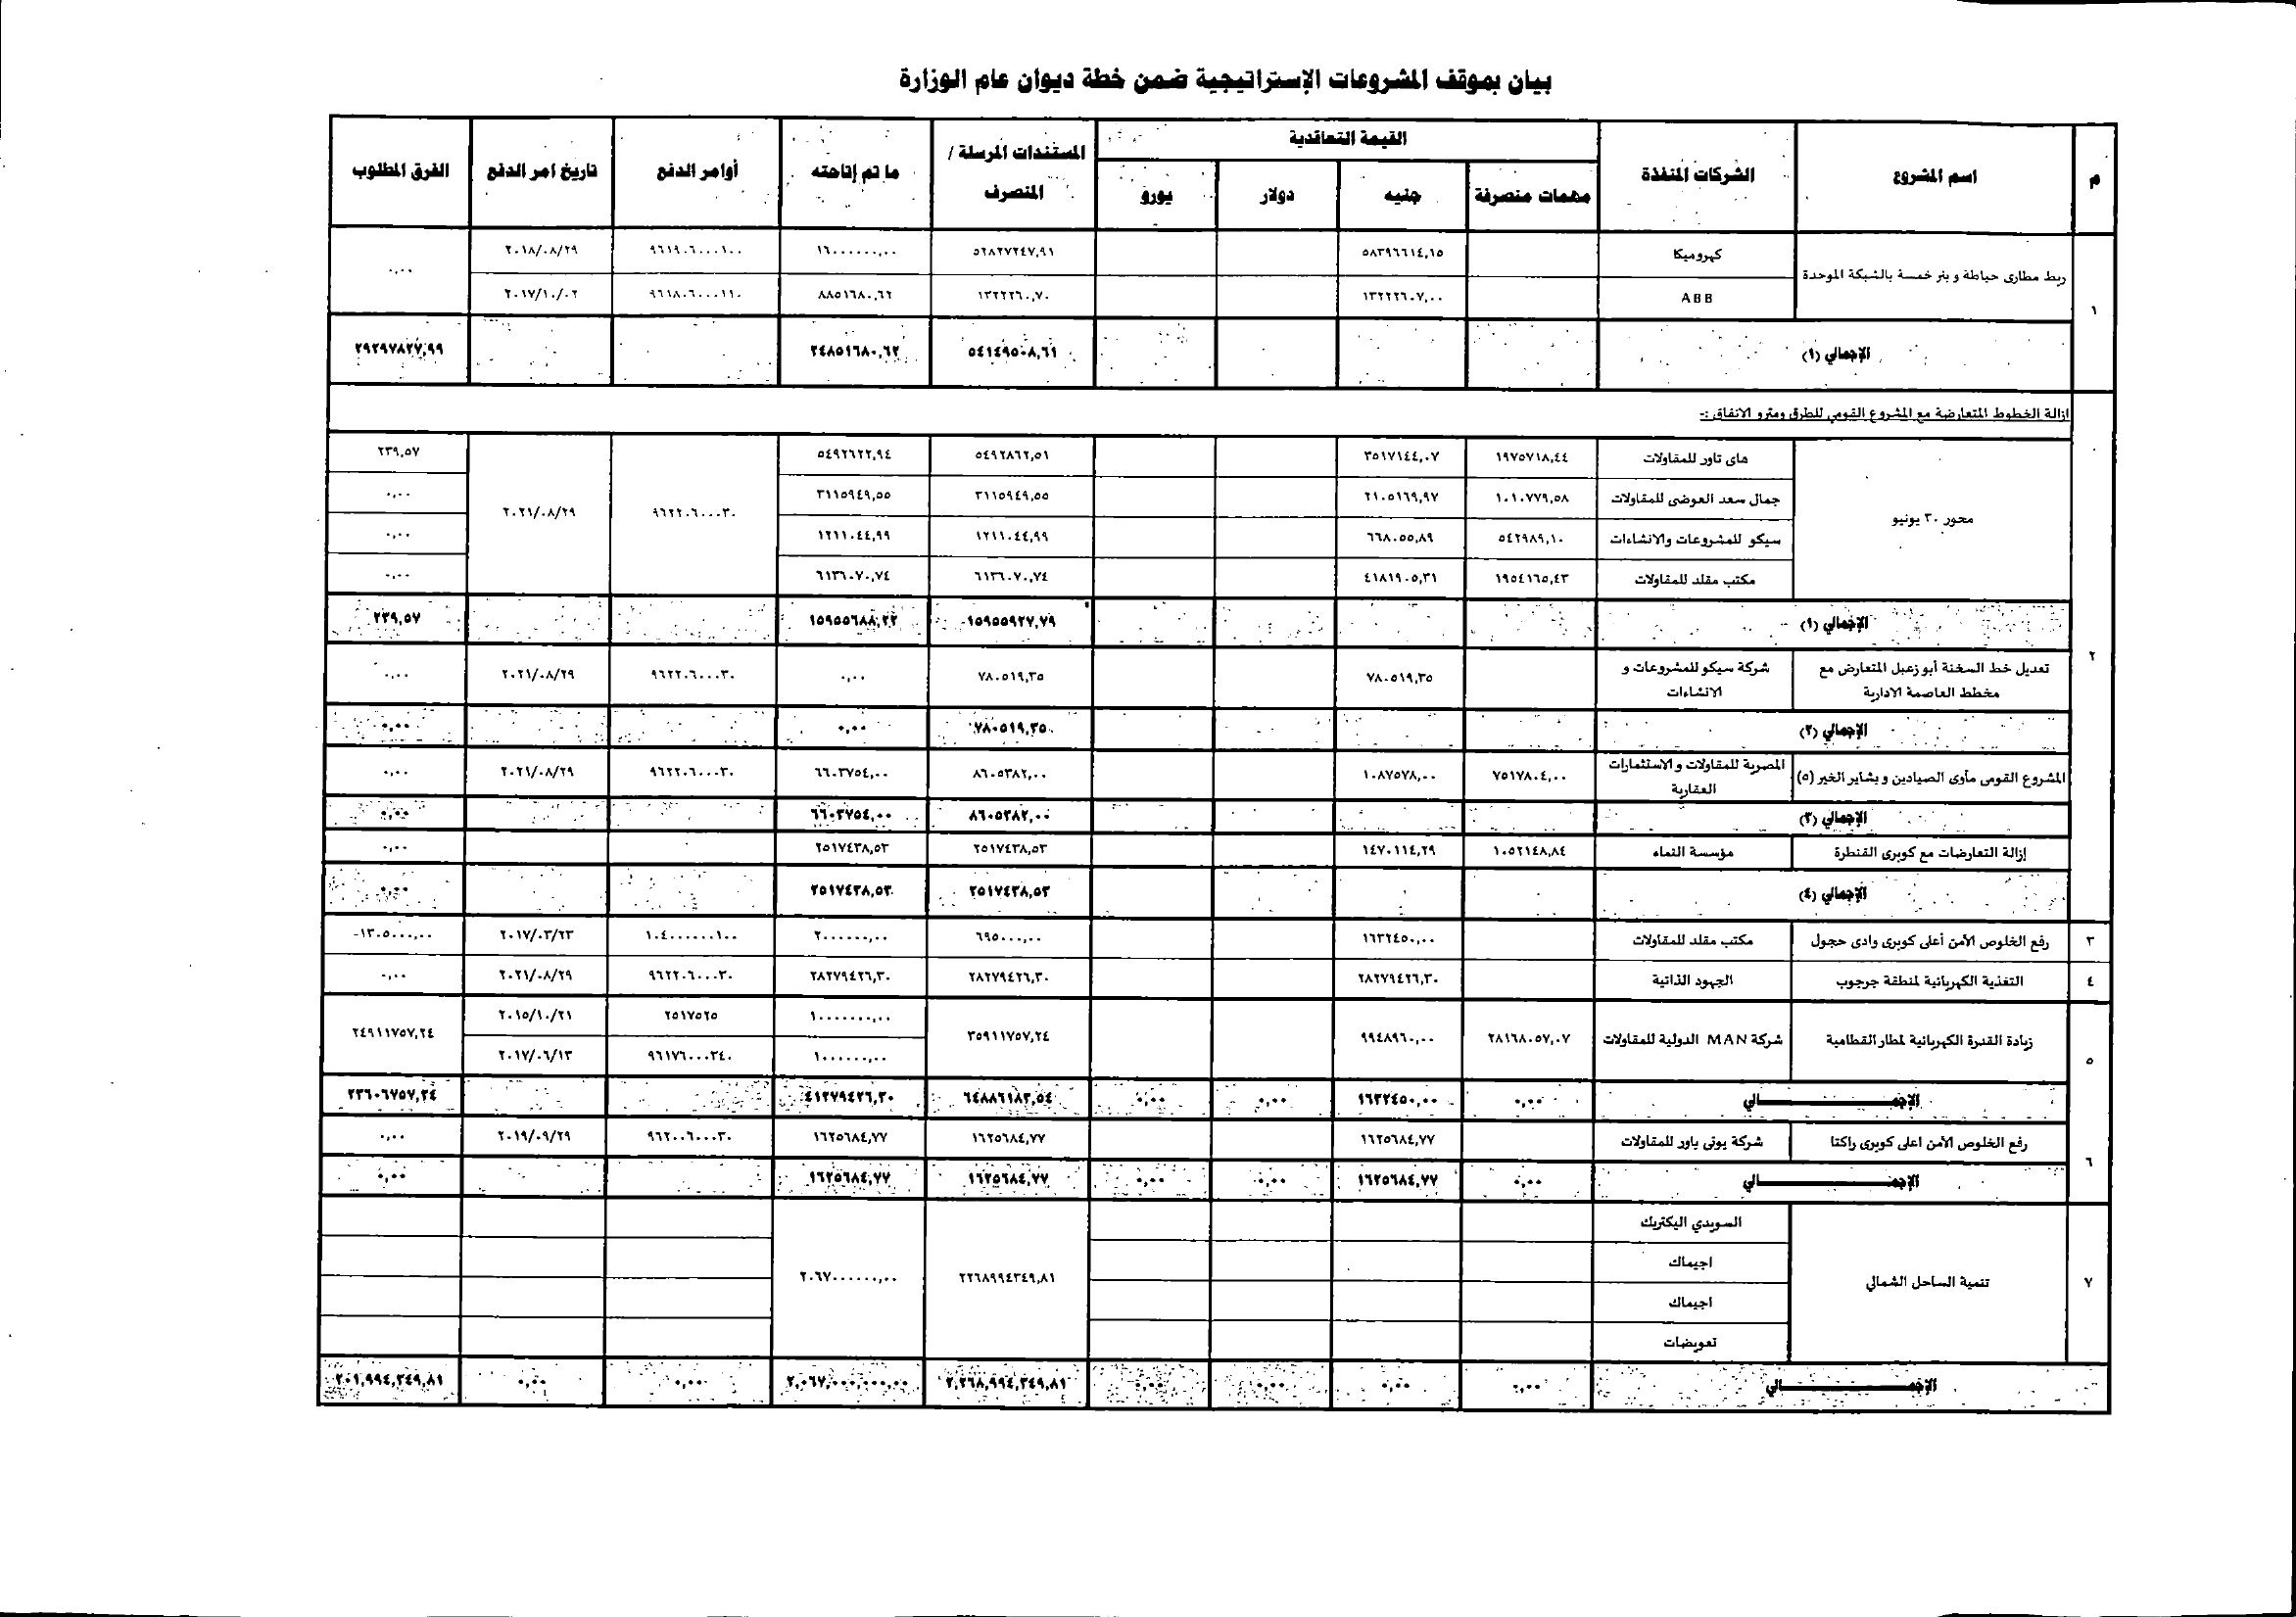 بيان بموقف المشروعات الإستراتيجية ضمن خطة ديوان عام الوزارة
م اسم المشروع الشركات المنفذة القيمة التعاقدية المستندات المرسلة / المنصرف ما تم إتاحته أوامر الدفع تاريخ امر الدفع الفرق المطلوب
مهمات منصرفة جنيه دولار يورو
١ ربط مطارى حياطة و بئر خمسة بالشبكة الموحدة
كهروميكا ٥٨٣٩٦٦١٤,١٥ ٥٢٨٢٧٢٤٧,٩١ ١٦٠٠٠٠٠٠,٠٠ ٩٦١٩٠٦٠٠٠١٠٠ ٢٠١٨/٠٨/٢٩ ٠,٠٠
ABB ١٣٢٢٢٦٠٧,٠٠ ١٣٢٢٢٦٠,٧٠ ٨٨٥١٦٨٠,٦٢ ٩٦١٨٠٦٠٠٠١١٠ ٢٠١٧/١٠/٠٢
الإجمالي (١) ٥٤١٤٩٥٠٨,٦١ ٢٤٨٥١٦٨٠,٦٢ ٢٩٢٩٧٨٢٧,٩٩
٢ ازالة الخطوط المتعارضة مع المشروع القومي للطرق ومترو الانفاق :-
محور ٣٠ يونيو
هاى تاور للمقاولات ١٩٧٥٧١٨,٤٤ ٣٥١٧١٤٤,٠٧ ٥٤٩٢٨٦٢,٥١ ٥٤٩٢٦٢٢,٩٤ ٩٦٢٢٠٦٠٠٠٣٠ ٢٠٢١/٠٨/٢٩ ٢٣٩,٥٧
جمال سعد العوضى للمقاولات ١٠١٠٧٧٩,٥٨ ٢١٠٥١٦٩,٩٧ ٣١١٥٩٤٩,٥٥ ٣١١٥٩٤٩,٥٥ ٠,٠٠
سيكو للمشروعات والانشاءات ٥٤٢٩٨٩,١٠ ٦٦٨٠٥٥,٨٩ ١٢١١٠٤٤,٩٩ ١٢١١٠٤٤,٩٩ ٠,٠٠
مكتب مقلد للمقاولات ١٩٥٤١٦٥,٤٣ ٤١٨١٩٠٥,٣١ ٦١٣٦٠٧٠,٧٤ ٦١٣٦٠٧٠,٧٤ ٠,٠٠
الإجمالي (١) ١٥٩٥٥٩٢٧,٧٩ ١٥٩٥٥٦٨٨,٢٢ ٢٣٩,٥٧
تعديل خط السخنة أبو زعبل المتعارض مع مخطط العاصمة الادارية شركة سيكو للمشروعات و الانشاءات ٧٨٠٥١٩,٣٥ ٧٨٠٥١٩,٣٥ ٠,٠٠ ٩٦٢٢٠٦٠٠٠٣٠ ٢٠٢١/٠٨/٢٩ ٠,٠٠
الإجمالي (٢) ٧٨٠٥١٩,٣٥ ٠,٠٠ ٠,٠٠
المشروع القومى مأوى الصيادين و بشاير الخير (٥) المصرية للمقاولات و الاستثمارات العقارية ٧٥١٧٨٠٤,٠٠ ١٠٨٧٥٧٨,٠٠ ٨٦٠٥٣٨٢,٠٠ ٦٦٠٣٧٥٤,٠٠ ٩٦٢٢٠٦٠٠٠٣٠ ٢٠٢١/٠٨/٢٩ ٠,٠٠
الإجمالي (٣) ٨٦٠٥٣٨٢,٠٠ ٦٦٠٣٧٥٤,٠٠ ٠,٠٠
إزالة التعارضات مع كوبرى القنطرة مؤسسة النماء ١٠٥٢١٤٨,٨٤ ١٤٧٠١١٤,٢٩ ٢٥١٧٤٣٨,٥٣ ٢٥١٧٤٣٨,٥٣ ٠,٠٠
الإجمالي (٤) ٢٥١٧٤٣٨,٥٣ ٢٥١٧٤٣٨,٥٣ ٠,٠٠
٣ رفع الخلوص الأمن أعلى كوبرى وادى حجول مكتب مقلد للمقاولات ١٦٣٢٤٥٠,٠٠ ٦٩٥٠٠٠,٠٠ ٢٠٠٠٠٠٠,٠٠ ١٠٤٠٠٠٠٠٠١٠٠ ٢٠١٧/٠٣/٢٣ ١٣٠٥٠٠٠,٠٠-
٤ التغذية الكهربائية لمنطقة جرجوب الجهود الذاتية ٢٨٢٧٩٤٢٦,٣٠ ٢٨٢٧٩٤٢٦,٣٠ ٢٨٢٧٩٤٢٦,٣٠ ٩٦٢٢٠٦٠٠٠٣٠ ٢٠٢١/٠٨/٢٩ ٠,٠٠
٥ زيادة القدرة الكهربائية لمطار القطامية شركة MAN الدولية للمقاولات ٢٨١٦٨٠٥٧,٠٧ ٩٩٤٨٩٦٠,٠٠ ٣٥٩١١٧٥٧,٢٤ ١٠٠٠٠٠٠٠,٠٠ ٢٥١٧٥٢٥ ٢٠١٥/١٠/٢١ ٢٤٩١١٧٥٧,٢٤
١٠٠٠٠٠٠,٠٠ ٩٦١٧٦٠٠٠٣٤٠ ٢٠١٧/٠٦/١٣
الإجمـــالي ٠,٠٠ ١٦٣٢٤٥٠,٠٠ ٠,٠٠ ٠,٠٠ ٦٤٨٨٦١٨٣,٥٤ ٤١٢٧٩٤٢٦,٣٠ ٢٣٦٠٦٧٥٧,٢٤
٦ رفع الخلوص الأمن اعلى كوبرى راكتا شركة يونى باور للمقاولات ١٦٢٥٦٨٤,٧٧ ١٦٢٥٦٨٤,٧٧ ١٦٢٥٦٨٤,٧٧ ٩٦٢٠٠٦٠٠٠٣٠ ٢٠١٩/٠٩/٢٩ ٠,٠٠
الإجمـــالي ٠,٠٠ ١٦٢٥٦٨٤,٧٧ ٠,٠٠ ٠,٠٠ ١٦٢٥٦٨٤,٧٧ ١٦٢٥٦٨٤,٧٧ ٠,٠٠
٧ تنمية الساحل الشمالي السويدي اليكتريك ٢٢٦٨٩٩٤٣٤٩,٨١ ٢٠٦٧٠٠٠٠٠٠,٠٠
اجيماك
اجيماك
تعويضات
الإجمـــالي ٠,٠٠ ٠,٠٠ ٠,٠٠ ٠,٠٠ ٢,٢٦٨,٩٩٤,٣٤٩,٨١ ٢,٠٦٧,٠٠٠,٠٠٠,٠٠ ٠,٠٠ ٠,٠٠ ٢٠١,٩٩٤,٣٤٩,٨١